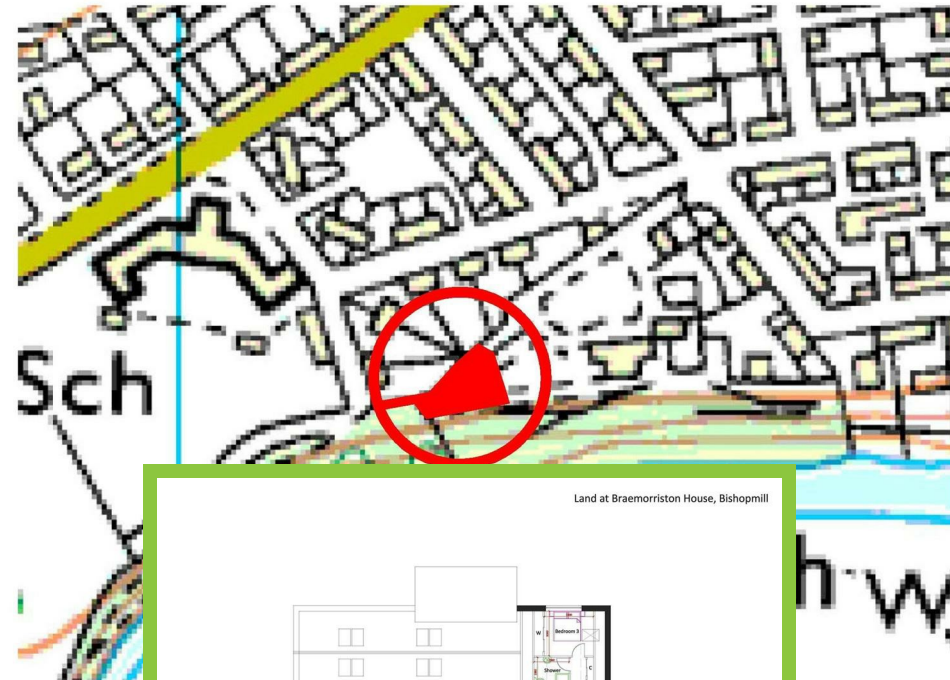 Sch
Land at Braemorriston House, Bishopmill
h
W
W
Bedroom 3
Shower
C